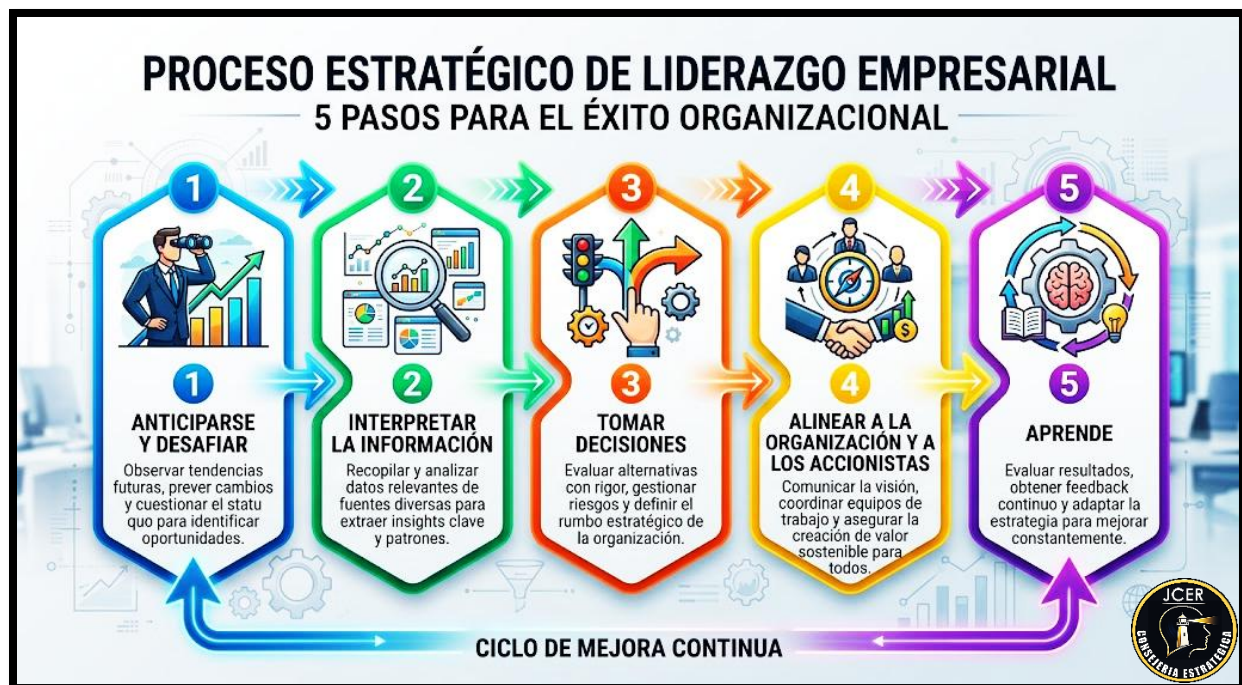 PROCESO ESTRATÉGICO DE LIDERAZGO EMPRESARIAL
5 PASOS PARA EL ÉXITO ORGANIZACIONAL
1
2
3
4
5
$
1
ANTICIPARSE
Y DESAFIAR
Observar tendencias
futuras, prever cambios
y cuestionar el statu
quo para identificar
oportunidades.
2
INTERPRETAR
LA INFORMACIÓN
Recopilar y analizar
datos relevantes de
fuentes diversas para
extraer insights clave
y patrones.
3
TOMAR
DECISIONES
Evaluar alternativas
con rigor, gestionar
riesgos y definir el
rumbo estratégico de
la organización.
4
ALINEAR A LA
ORGANIZACIÓN Y A
LOS ACCIONISTAS
Comunicar la visión,
coordinar equipos de
trabajo y asegurar la
creación de valor
sostenible para
todos.
5
APRENDE
Evaluar resultados,
obtener feedback
continuo y adaptar la
estrategia para mejorar
constantemente.
CICLO DE MEJORA CONTINUA
JCER
CONSEJERIA ESTRATEGICA